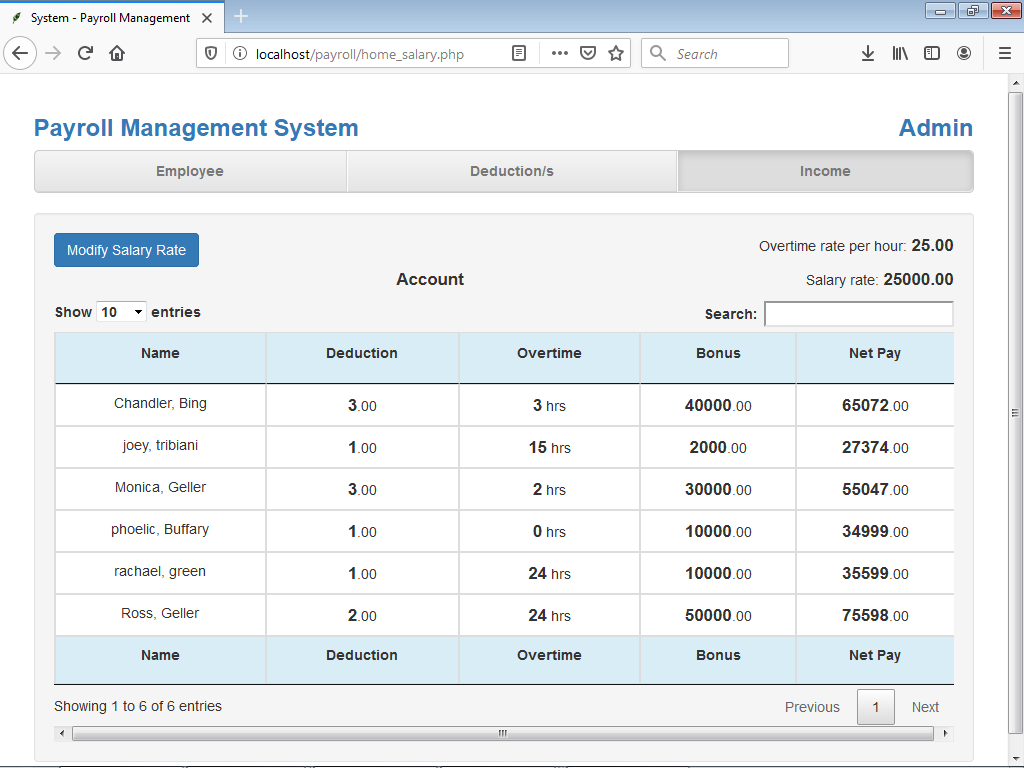 System - Payroll Management
localhost/payroll/home_salary.php
Search
Payroll Management System Admin
Employee Deduction/s Income
Modify Salary Rate Overtime rate per hour: 25.00
Account Salary rate: 25000.00
Show 10 entries Search:
Name Deduction Overtime Bonus Net Pay
Chandler, Bing 3.00 3 hrs 40000.00 65072.00
joey, tribiani 1.00 15 hrs 2000.00 27374.00
Monica, Geller 3.00 2 hrs 30000.00 55047.00
phoelic, Buffary 1.00 0 hrs 10000.00 34999.00
rachael, green 1.00 24 hrs 10000.00 35599.00
Ross, Geller 2.00 24 hrs 50000.00 75598.00
Name Deduction Overtime Bonus Net Pay
Showing 1 to 6 of 6 entries Previous 1 Next